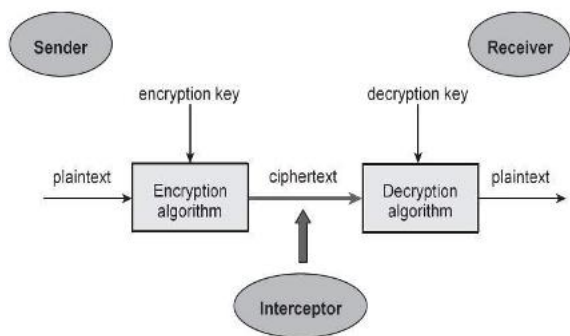 Sender
Receiver
encryption key
decryption key
plaintext
Encryption
algorithm
ciphertext
Decryption
algorithm
plaintext
Interceptor